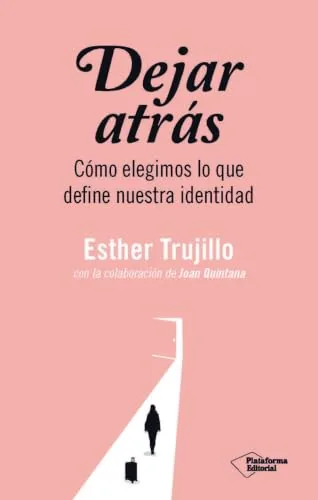 Dejar
atrás
Cómo elegimos lo que
define nuestra identidad
Esther Trujillo
con la colaboración de Joan Quintana
Plataforma
Editorial